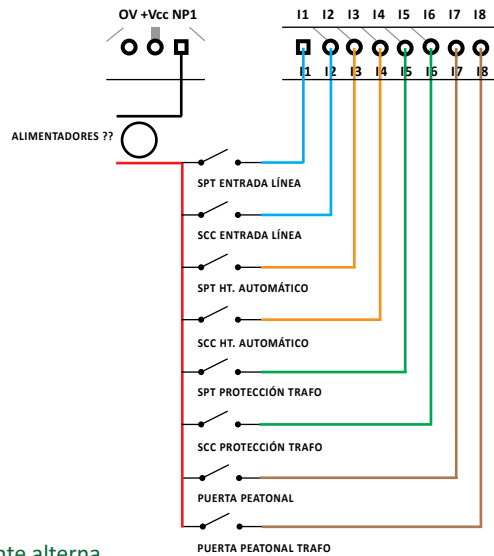 OV +Vcc NP1
I1 I2 I3 I4 I5 I6 I7 I8
I1 I2 I3 I4 I5 I6 I7 I8
ALIMENTADORES ??
SPT ENTRADA LÍNEA
SCC ENTRADA LÍNEA
SPT HT. AUTOMÁTICO
SCC HT. AUTOMÁTICO
SPT PROTECCIÓN TRAFO
SCC PROTECCIÓN TRAFO
PUERTA PEATONAL
PUERTA PEATONAL TRAFO
nte alterna